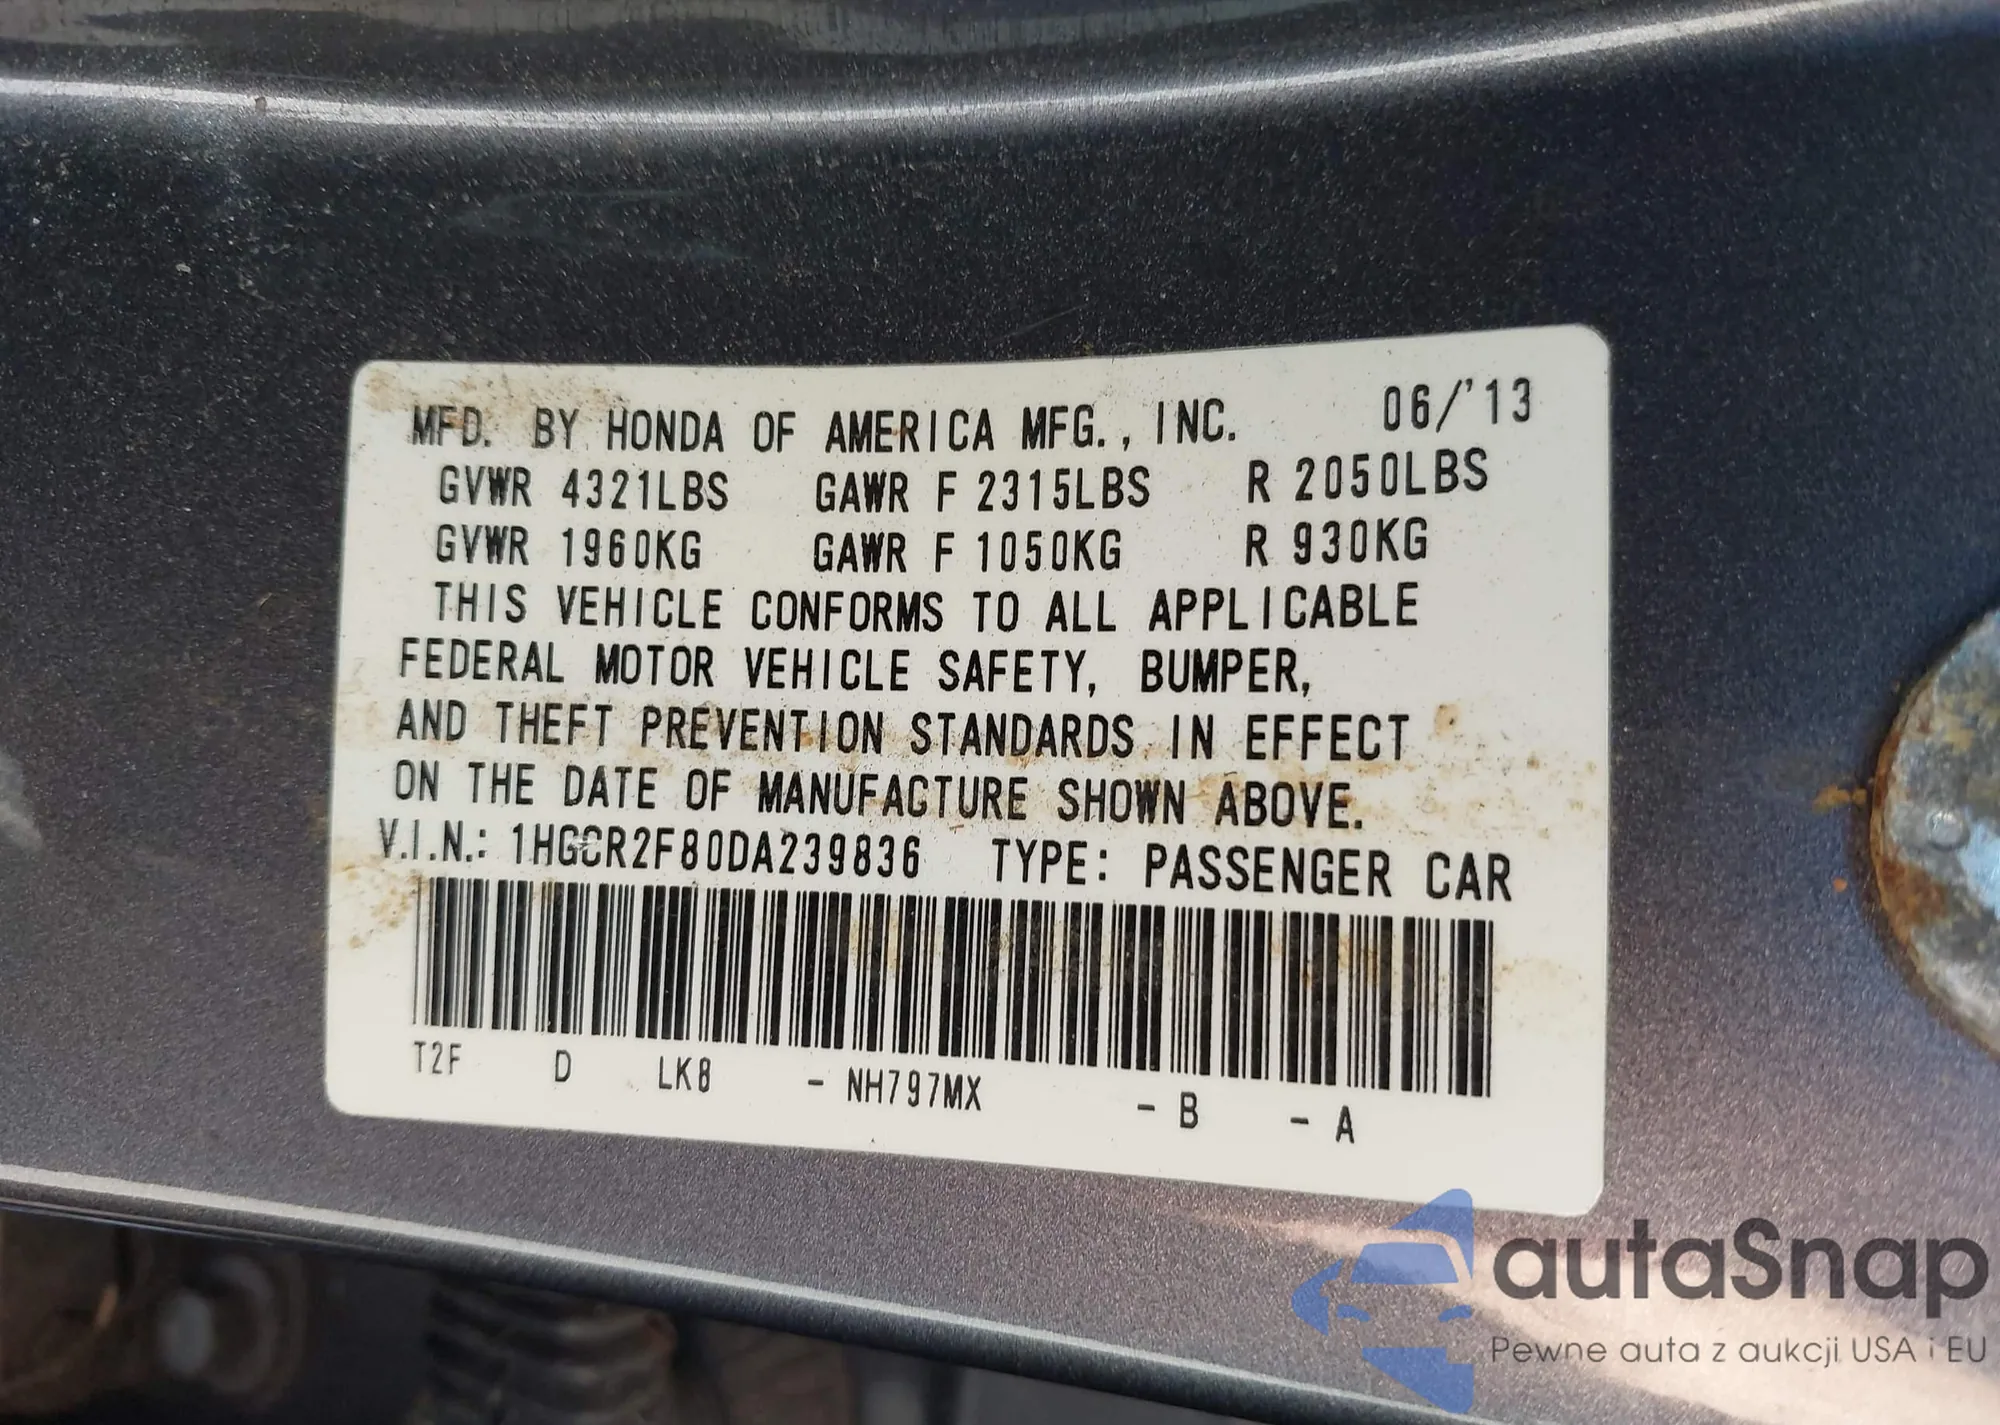 MFD. BY HONDA OF AMERICA MFG., INC. 06/'13
GVWR 4321LBS GAWR F 2315LBS R 2050LBS
GVWR 1960KG GAWR F 1050KG R 930KG
THIS VEHICLE CONFORMS TO ALL APPLICABLE
FEDERAL MOTOR VEHICLE SAFETY, BUMPER,
AND THEFT PREVENTION STANDARDS IN EFFECT
ON THE DATE OF MANUFACTURE SHOWN ABOVE.
V.I.N.: 1HGCR2F80DA239836 TYPE: PASSENGER CAR
T2F D LK8 - NH797MX - B - A
autaSnap
Pewne auta z aukcji USA i EU